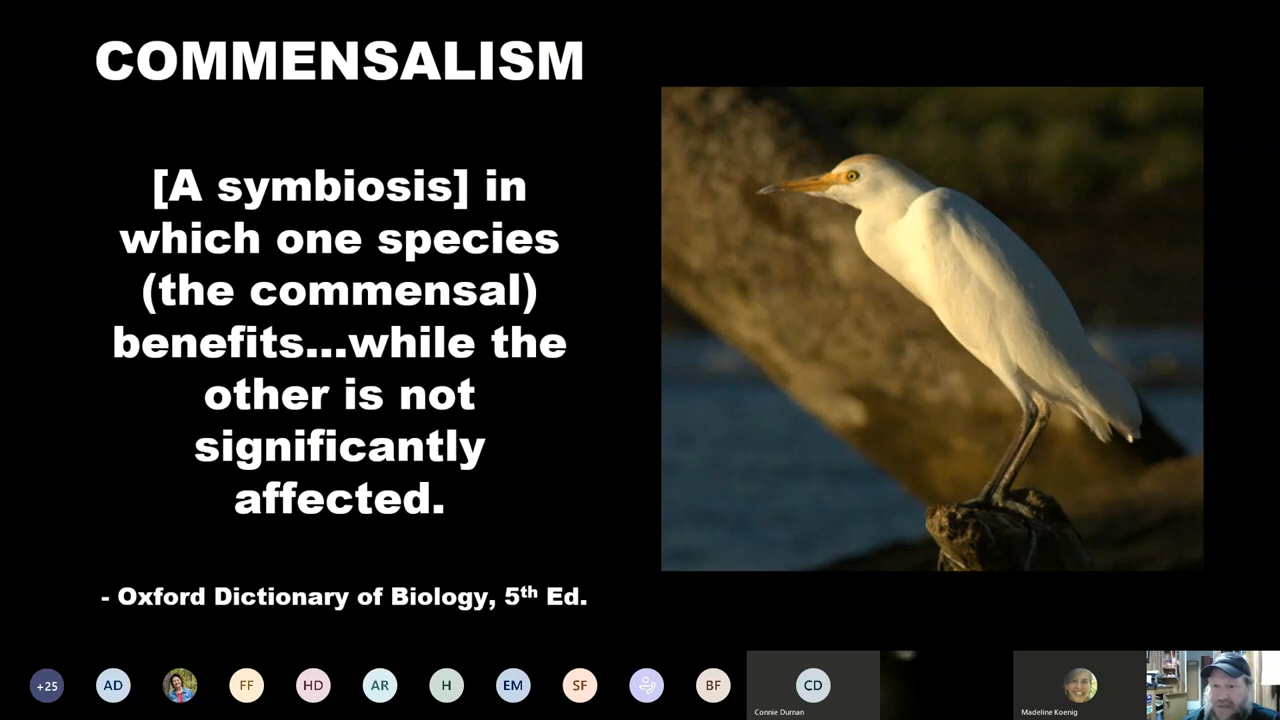 COMMENSALISM
[A symbiosis] in
which one species
(the commensal)
benefits...while the
other is not
significantly
affected.
- Oxford Dictionary of Biology, 5th Ed.
+25
AD
FF
HD
AR
H
EM
SF
BF
CD
Connie Durnan
Madeline Koenig